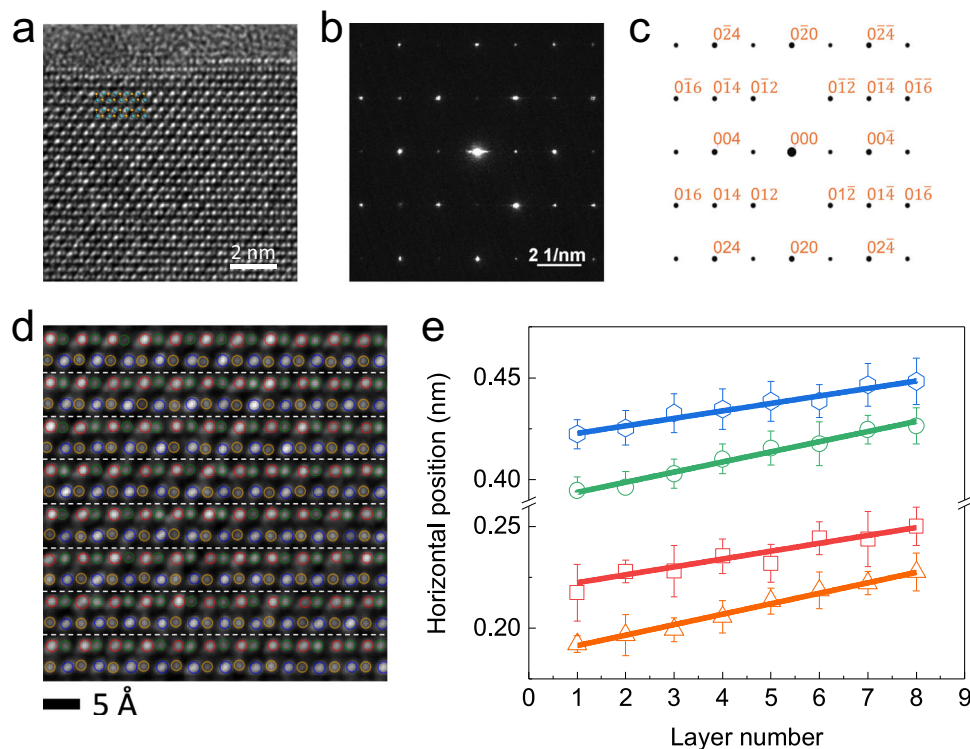 a
b
c
2 nm
2 1/nm
02̄4 02̄0 02̄4̄
01̄6 01̄4 01̄2 01̄2̄ 01̄4̄ 01̄6̄
004 000 004̄
016 014 012 012̄ 014̄ 016̄
024 020 024̄
d
5 Å
e
Horizontal position (nm)
0.45
0.40
0.25
0.20
0 1 2 3 4 5 6 7 8 9
Layer number